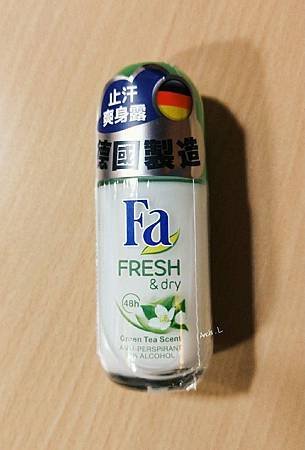 止汗
爽身露
德國製造
Fa
FRESH
& dry
48h
Green Tea Scent
ANTI-PERSPIRANT
0% ALCOHOL
Arcis.L